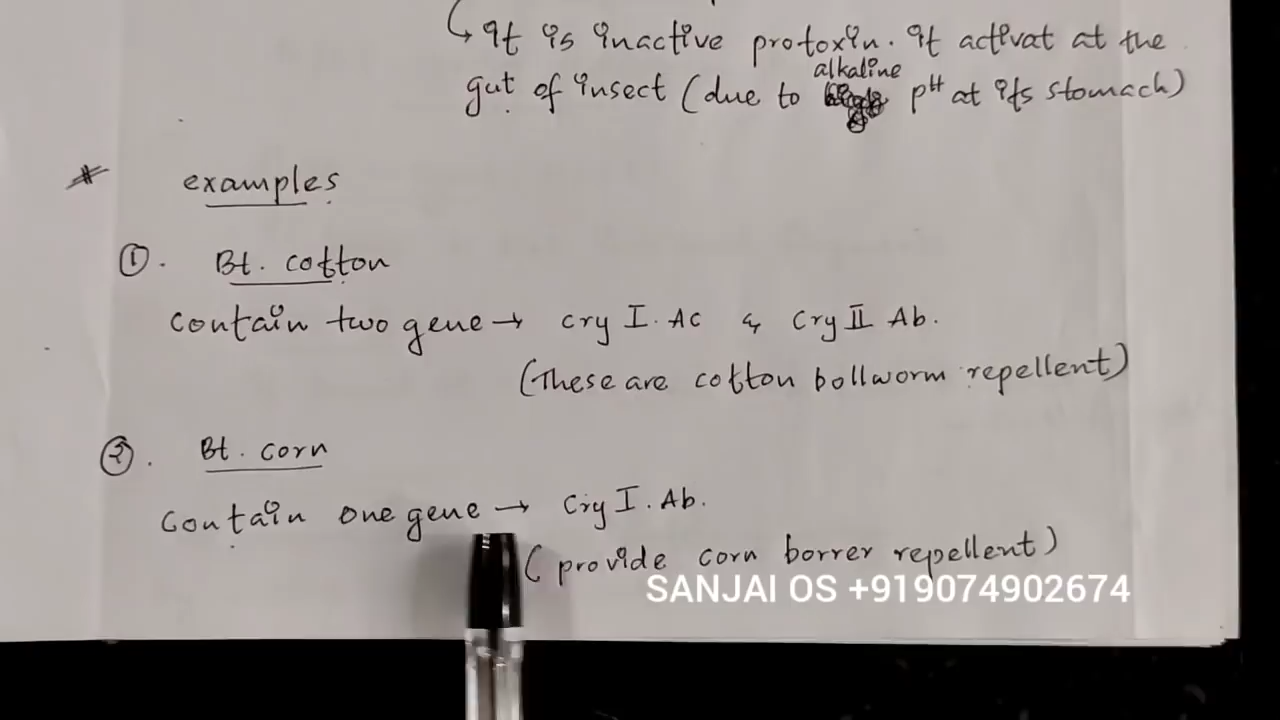 It is inactive protoxin. It activat at the
alkaline
gut of insect (due to pH at its stomach)
* examples
①. Bt. cotton
Contain two gene → cry I. Ac & Cry II Ab.
(These are cotton bollworm repellent)
②. Bt. corn
Contain one gene → Cry I. Ab.
(provide corn borrer repellent)
SANJAI OS +919074902674